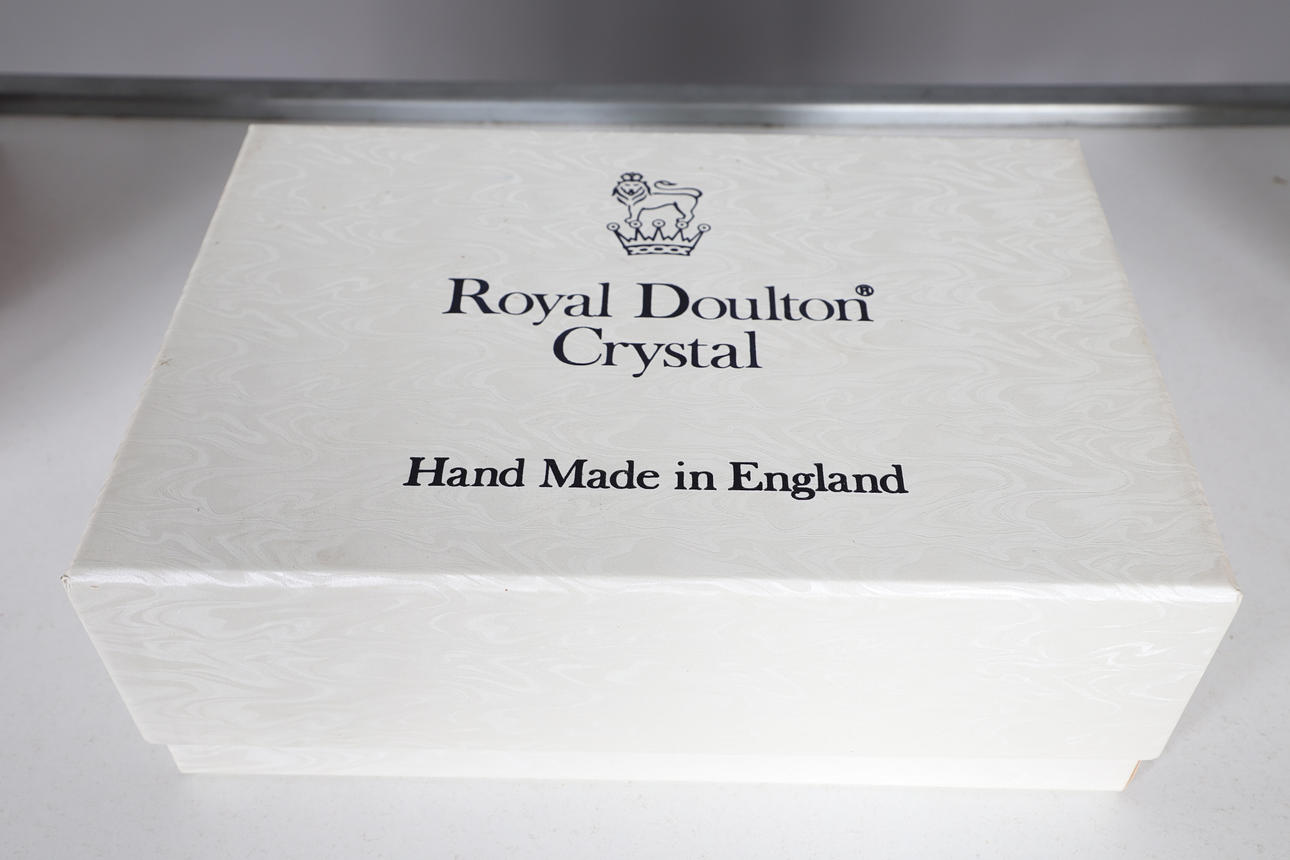 Royal Doulton®
Crystal
Hand Made in England